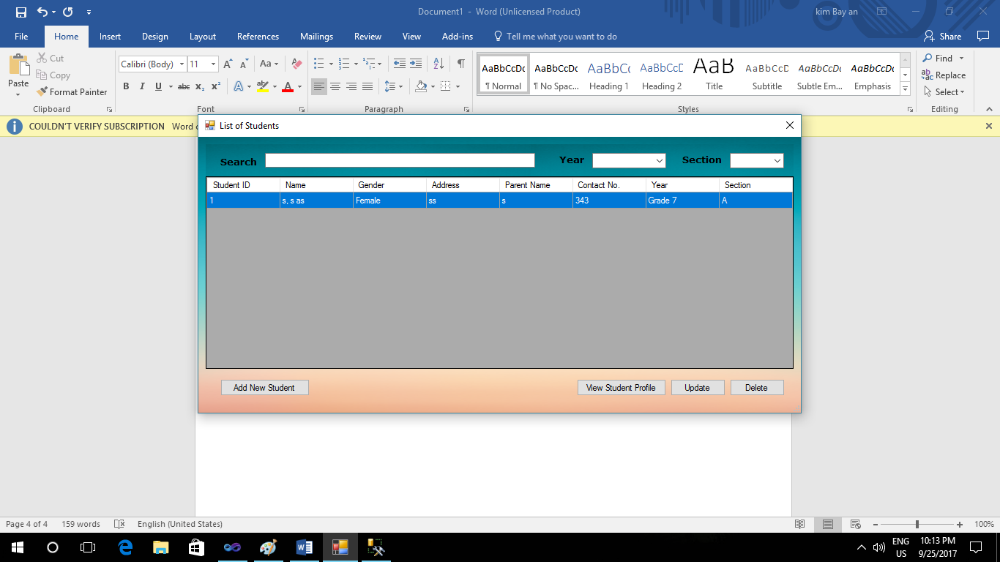 Document1 - Word (Unlicensed Product)
kim Bay an
File Home Insert Design Layout References Mailings Review View Add-ins Tell me what you want to do Share
Paste
Cut
Copy
Format Painter
Clipboard
Calibri (Body) 11 Aa
B I U abc X₂ X² A ab A
Font
Paragraph
AaBbCcDc AaBbCcDc AaBbCc AaBbCcD AaB AaBbCcD AaBbCcDc AaBbCcDc
¶ Normal ¶ No Spac... Heading 1 Heading 2 Title Subtitle Subtle Em... Emphasis
Styles
Find
Replace
Select
Editing
COULDN'T VERIFY SUBSCRIPTION Word
List of Students
Search Year Section
Student ID Name Gender Address Parent Name Contact No. Year Section
1 s, s as Female ss s 343 Grade 7 A
Add New Student View Student Profile Update Delete
Page 4 of 4 159 words English (United States) 100%
ENG
US
10:13 PM
9/25/2017